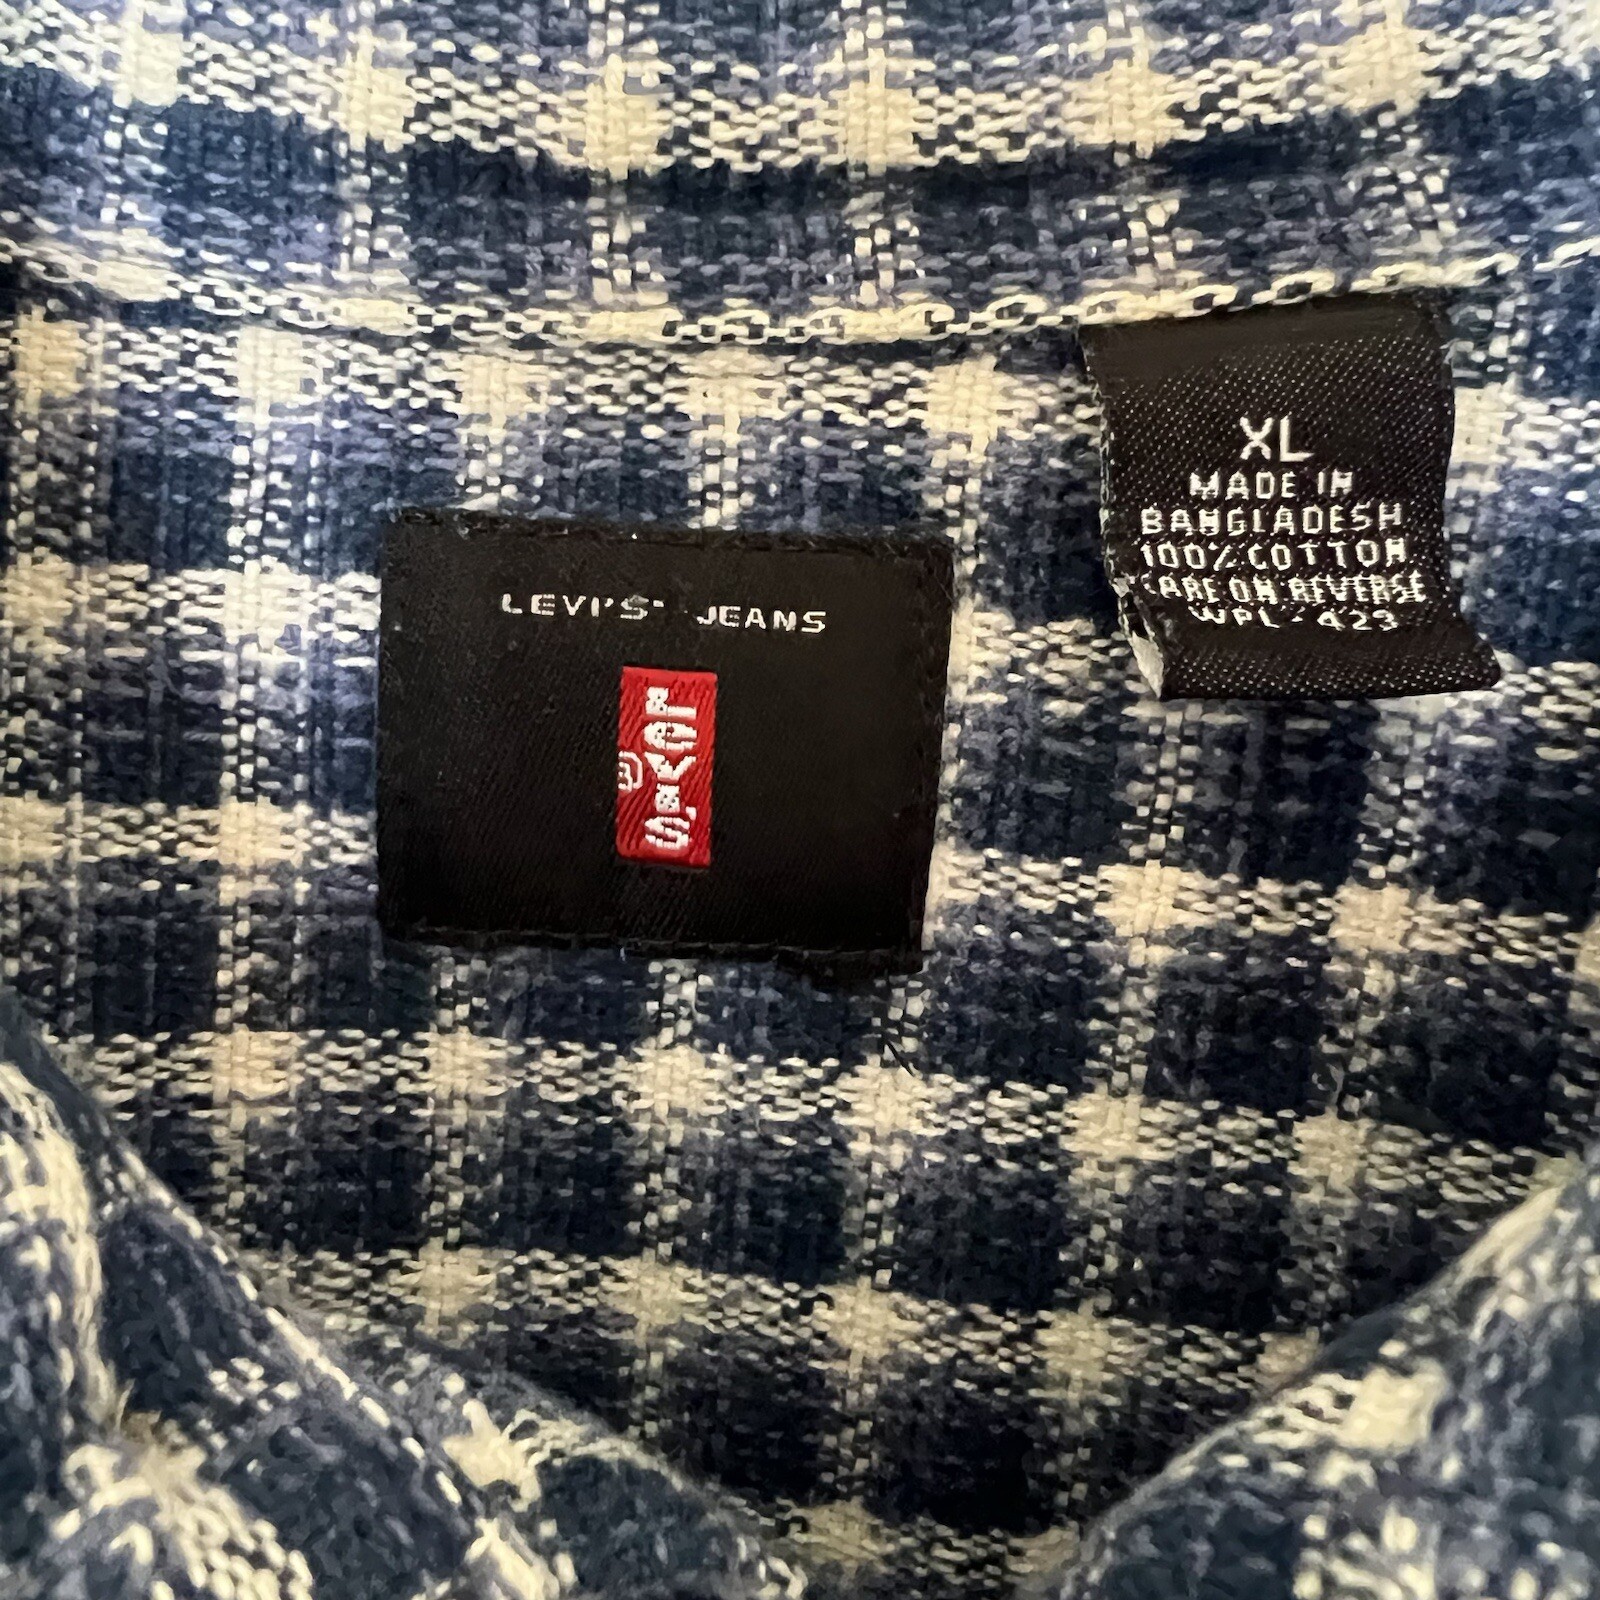 LEVI'S® JEANS
Levi's
®
XL
MADE IN
BANGLADESH
100% COTTON
CARE ON REVERSE
WPL-423